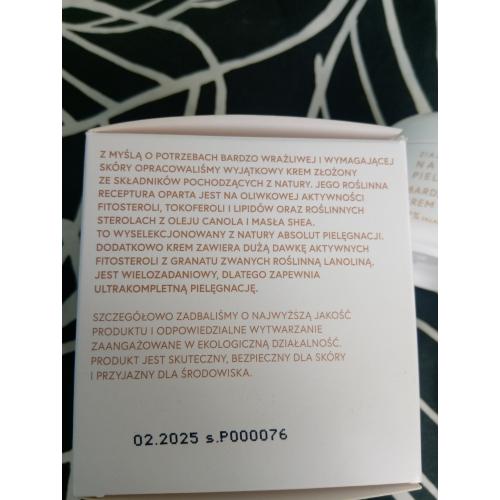 Z MYŚLĄ O POTRZEBACH BARDZO WRAŻLIWEJ I WYMAGAJĄCEJ
SKÓRY OPRACOWALIŚMY WYJĄTKOWY KREM ZŁOŻONY
ZE SKŁADNIKÓW POCHODZĄCYCH Z NATURY. JEGO ROŚLINNA
RECEPTURA OPARTA JEST NA OLIWKOWEJ AKTYWNOŚCI
FITOSTEROLI, TOKOFEROLI I LIPIDÓW ORAZ ROŚLINNYCH
STEROLACH Z OLEJU CANOLA I MASŁA SHEA.
TO WYSELEKCJONOWANY Z NATURY ABSOLUT PIELĘGNACJI.
DODATKOWO KREM ZAWIERA DUŻĄ DAWKĘ AKTYWNYCH
FITOSTEROLI Z GRANATU ZWANYCH ROŚLINNĄ LANOLINĄ.
JEST WIELOZADANIOWY, DLATEGO ZAPEWNIA
ULTRAKOMPLETNĄ PIELĘGNACJĘ.
SZCZEGÓŁOWO ZADBALIŚMY O NAJWYŻSZĄ JAKOŚĆ
PRODUKTU I ODPOWIEDZIALNE WYTWARZANIE
ZAANGAŻOWANE W EKOLOGICZNĄ DZIAŁALNOŚĆ.
PRODUKT JEST SKUTECZNY, BEZPIECZNY DLA SKÓRY
I PRZYJAZNY DLA ŚRODOWISKA.
02.2025 s.P000076
NA
PIEL
KREM